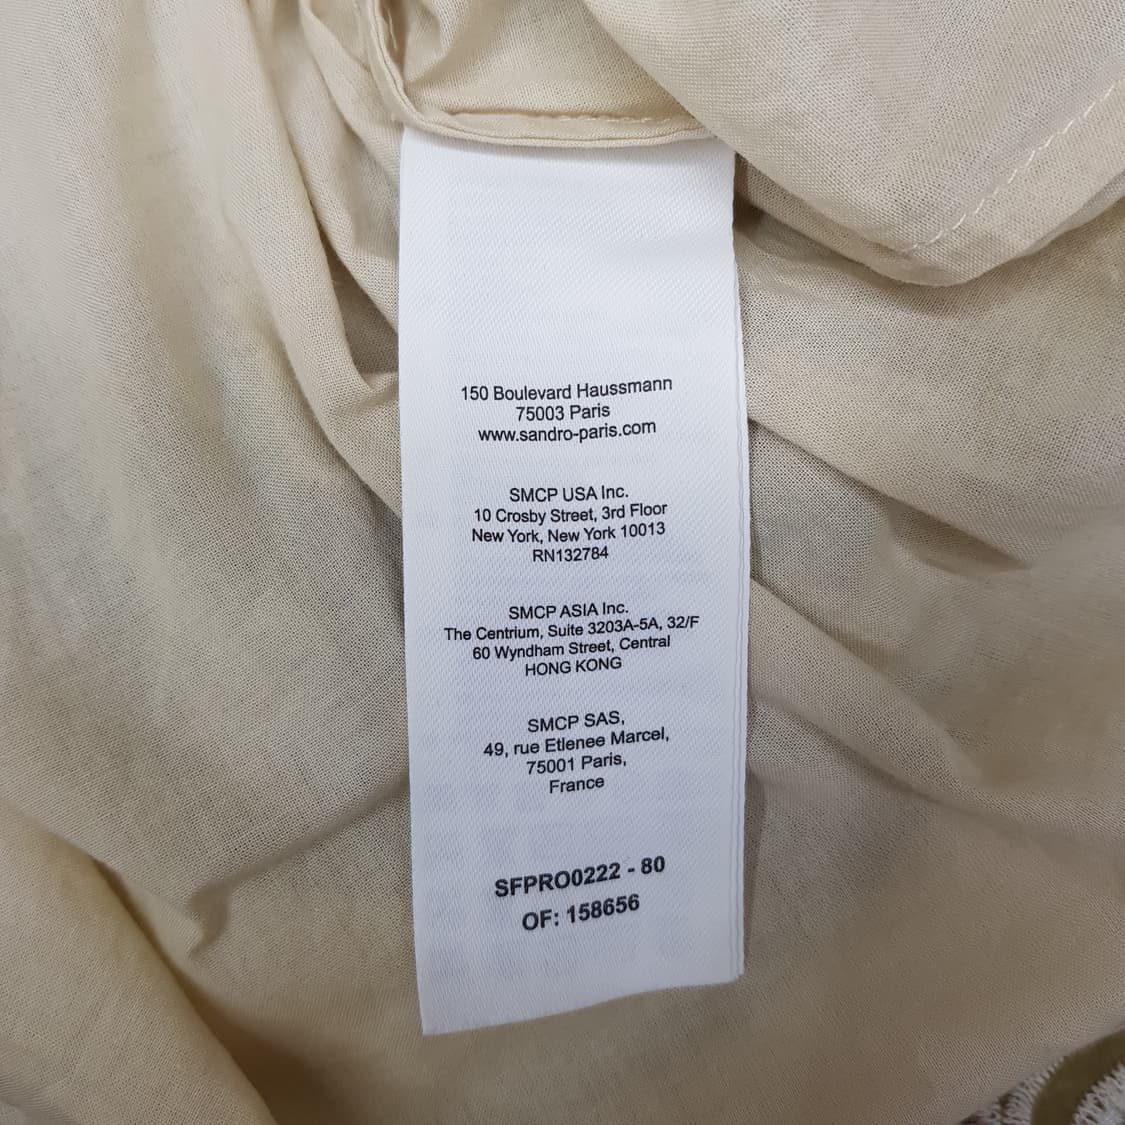 150 Boulevard Haussmann
75003 Paris
www.sandro-paris.com
SMCP USA Inc.
10 Crosby Street, 3rd Floor
New York, New York 10013
RN132784
SMCP ASIA Inc.
The Centrium, Suite 3203A-5A, 32/F
60 Wyndham Street, Central
HONG KONG
SMCP SAS,
49, rue Etlenee Marcel,
75001 Paris,
France
SFPRO0222 - 80
OF: 158656